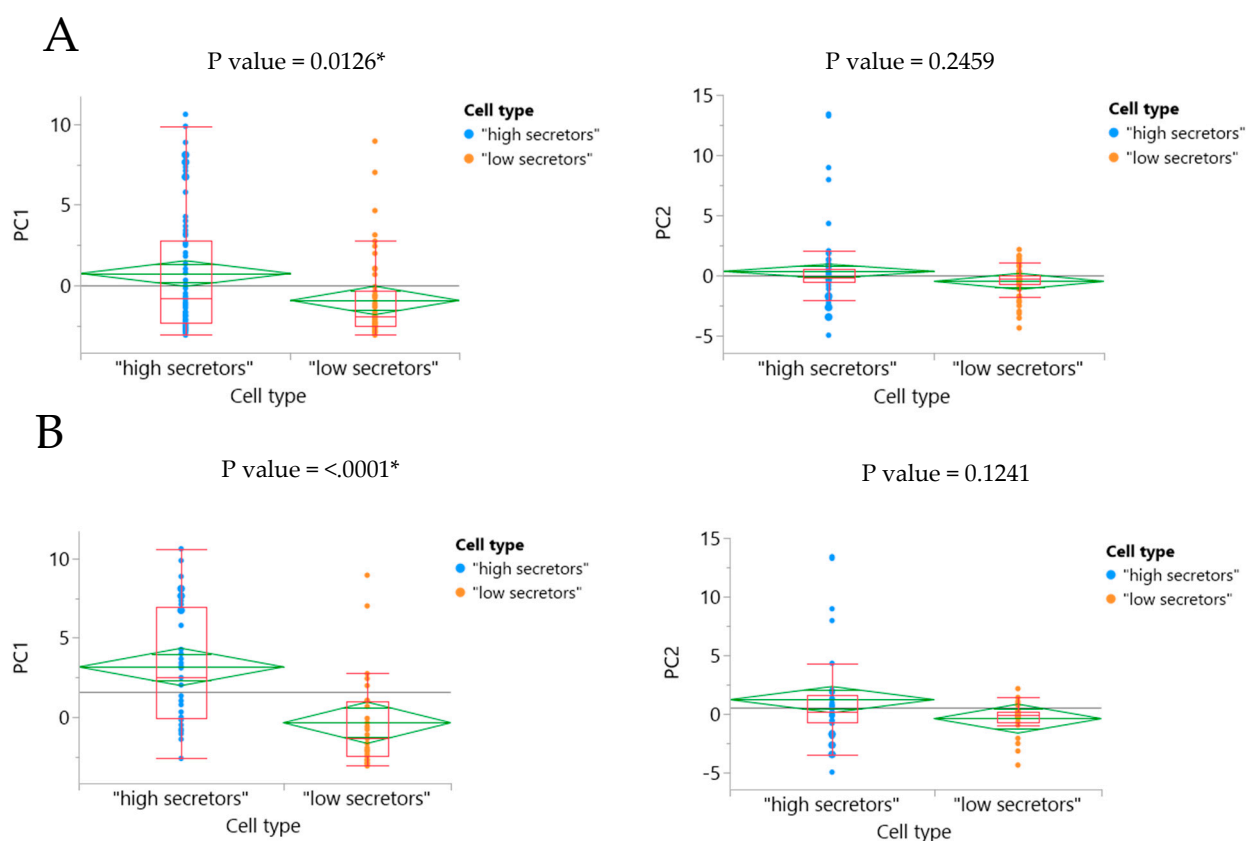 A
P value = 0.0126*
P value = 0.2459
10
5
0
PC1
"high secretors"
"low secretors"
Cell type
Cell type
"high secretors"
"low secretors"
15
10
5
0
-5
PC2
"high secretors"
"low secretors"
Cell type
Cell type
"high secretors"
"low secretors"
B
P value = <.0001*
P value = 0.1241
10
5
0
PC1
"high secretors"
"low secretors"
Cell type
Cell type
"high secretors"
"low secretors"
15
10
5
0
-5
PC2
"high secretors"
"low secretors"
Cell type
Cell type
"high secretors"
"low secretors"